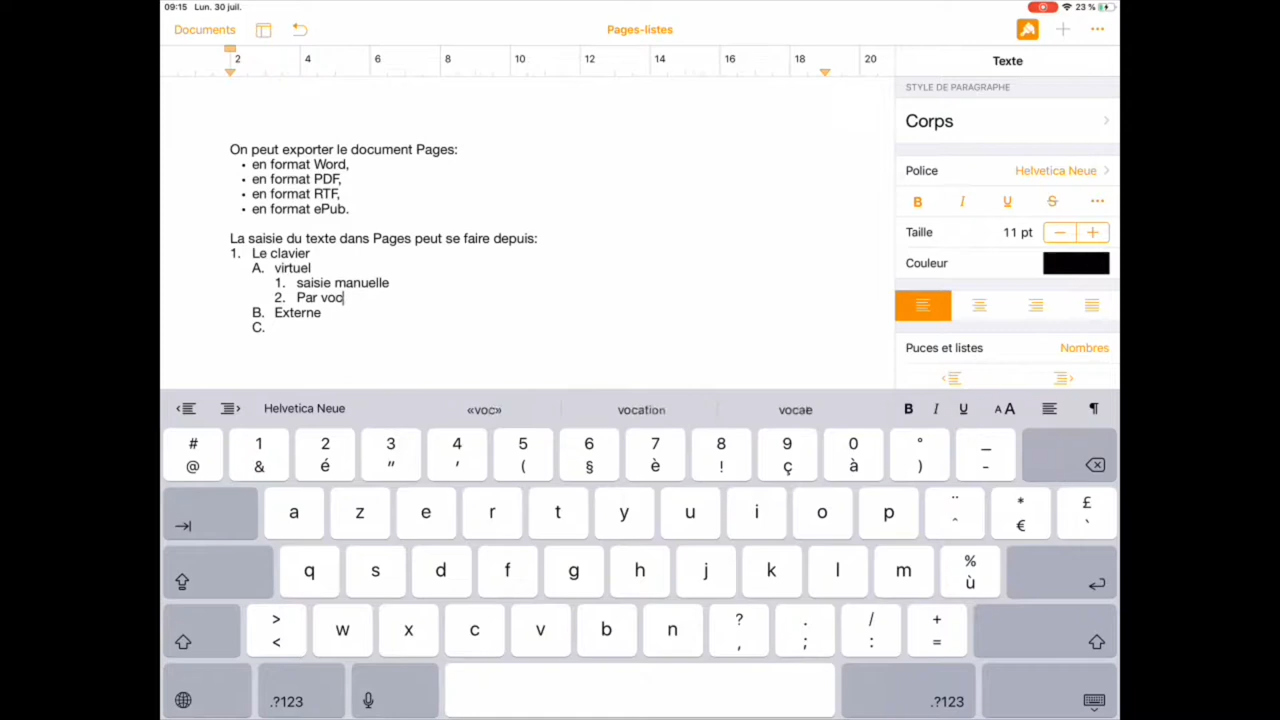 09:15 Lun. 30 juil. 23 %
Documents Pages-listes
2 4 6 8 10 12 14 16 18 20
Texte
STYLE DE PARAGRAPHE
Corps
Police Helvetica Neue
B I U S
Taille 11 pt
Couleur
Puces et listes Nombres
On peut exporter le document Pages:
• en format Word,
• en format PDF,
• en format RTF,
• en format ePub.
La saisie du texte dans Pages peut se faire depuis:
1. Le clavier
A. virtuel
1. saisie manuelle
2. Par voc
B. Externe
C.
Helvetica Neue «voc» vocation vocae B I U AA ¶
# 1 2 3 4 5 6 7 8 9 0 ° _
@ & é " ' ( § è ! ç à ) -
a z e r t y u i o p ¨ * £
^ € `
q s d f g h j k l m %
ù
> w x c v b n ? . / +
< , ; : =
.?123 .?123